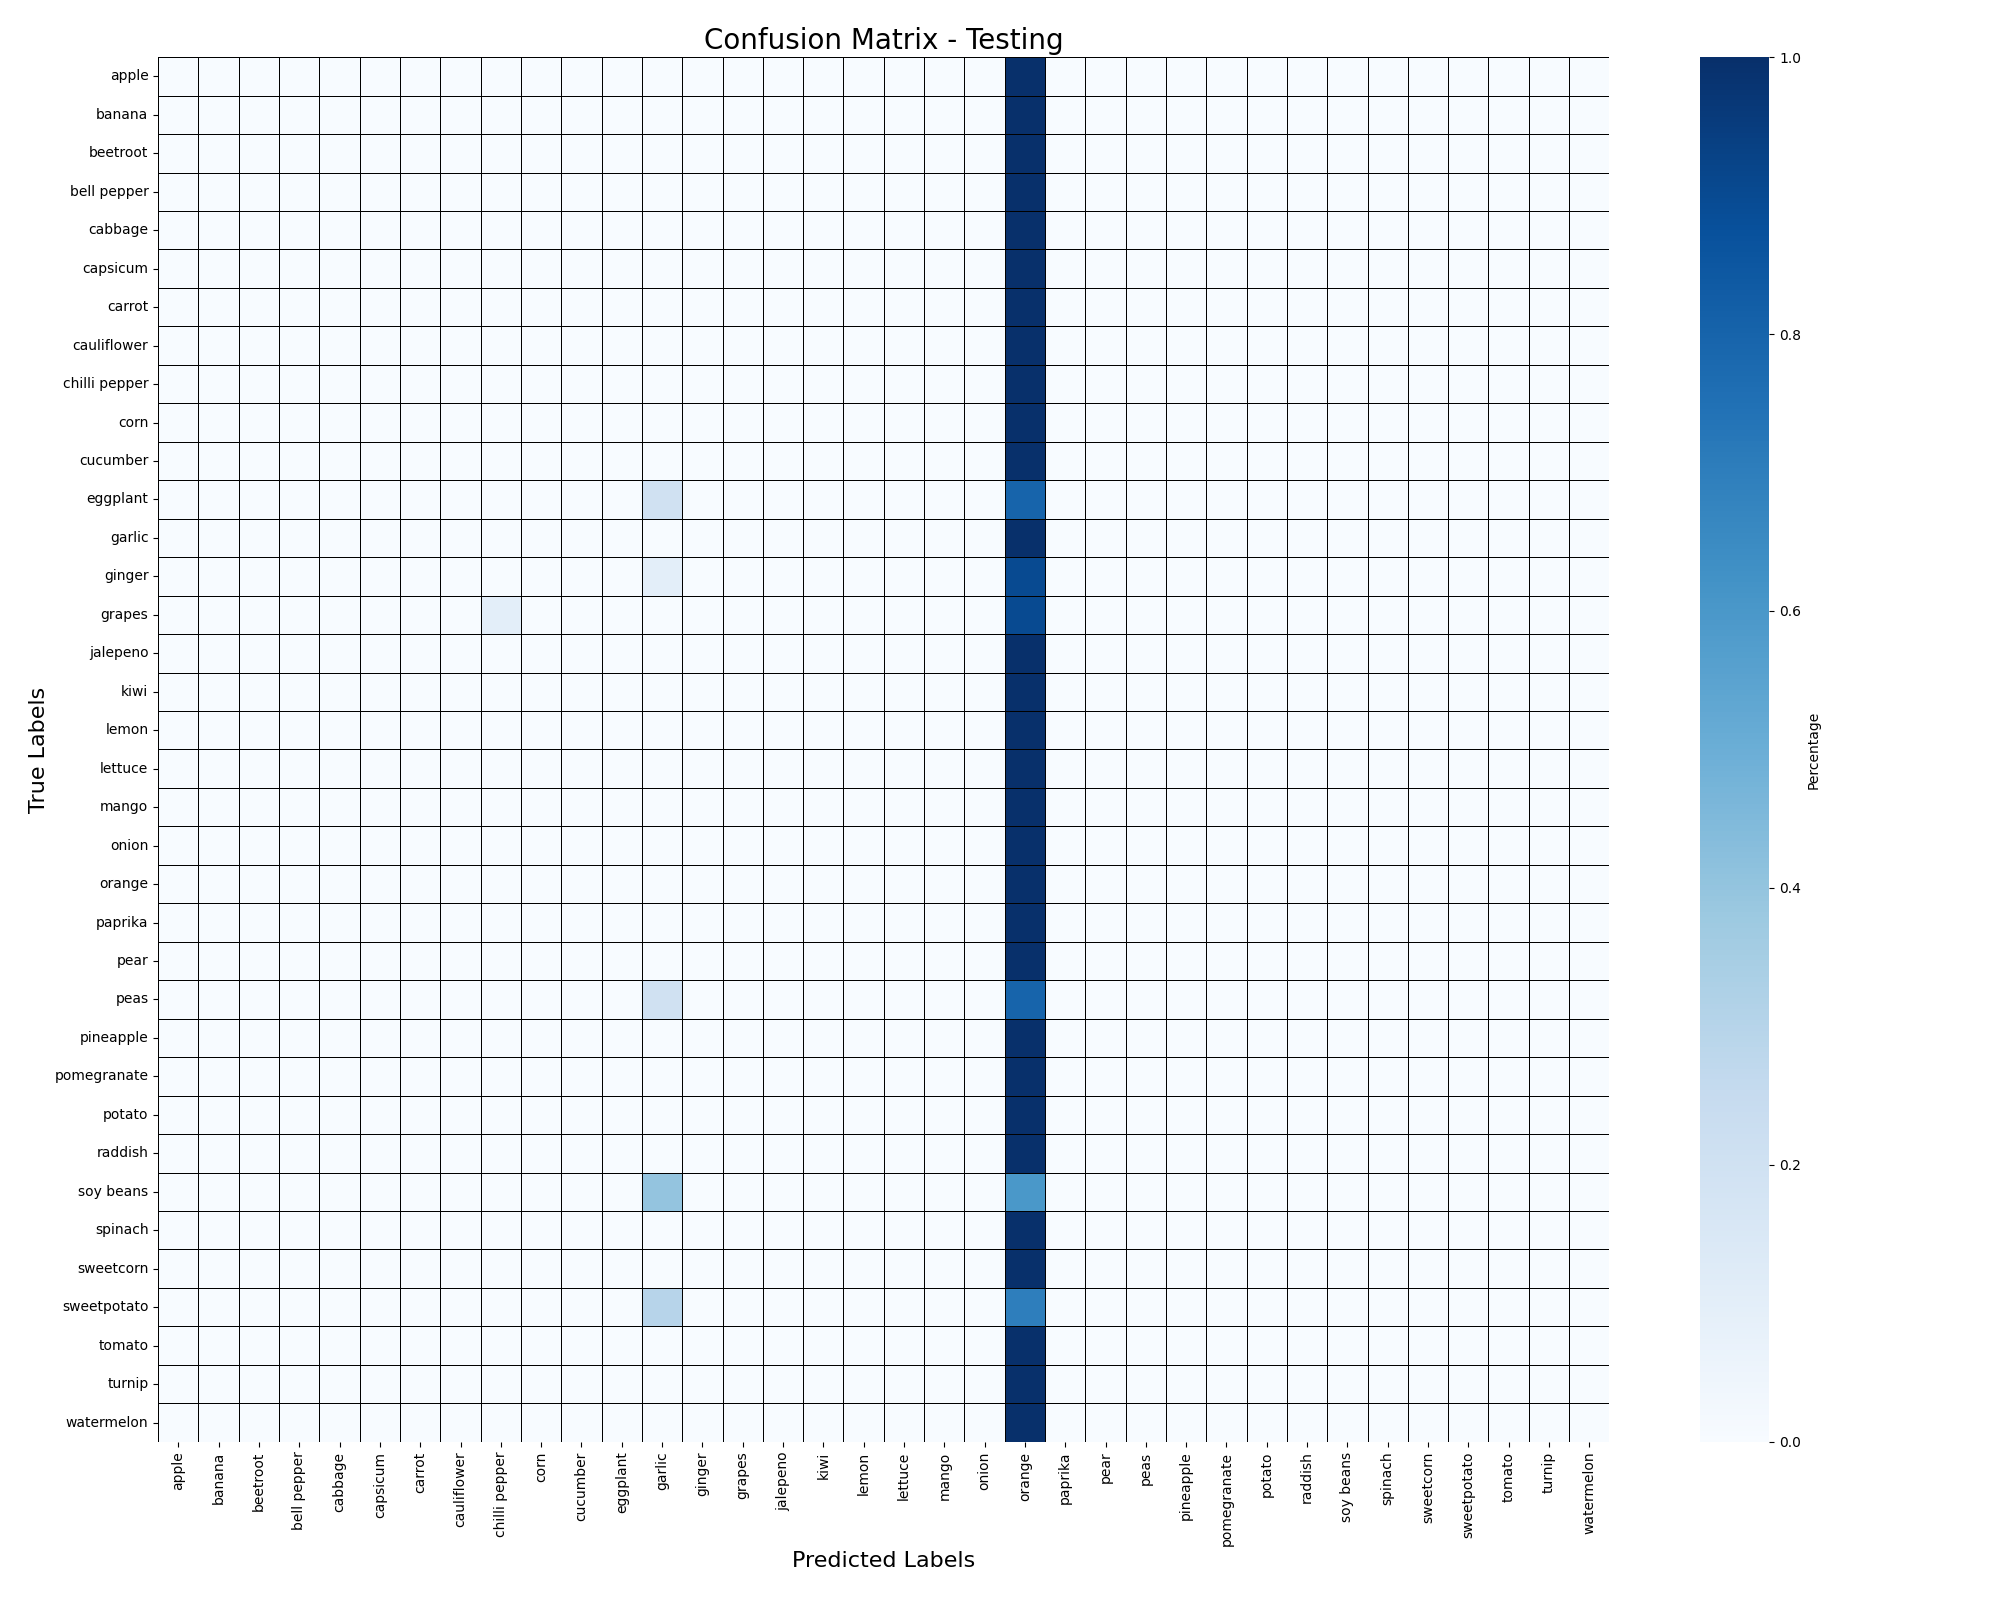 Confusion Matrix - Testing
True Labels
apple
banana
beetroot
bell pepper
cabbage
capsicum
carrot
cauliflower
chilli pepper
corn
cucumber
eggplant
garlic
ginger
grapes
jalepeno
kiwi
lemon
lettuce
mango
onion
orange
paprika
pear
peas
pineapple
pomegranate
potato
raddish
soy beans
spinach
sweetcorn
sweetpotato
tomato
turnip
watermelon
apple
banana
beetroot
bell pepper
cabbage
capsicum
carrot
cauliflower
chilli pepper
corn
cucumber
eggplant
garlic
ginger
grapes
jalepeno
kiwi
lemon
lettuce
mango
onion
orange
paprika
pear
peas
pineapple
pomegranate
potato
raddish
soy beans
spinach
sweetcorn
sweetpotato
tomato
turnip
watermelon
Predicted Labels
1.0
0.8
0.6
0.4
0.2
0.0
Percentage